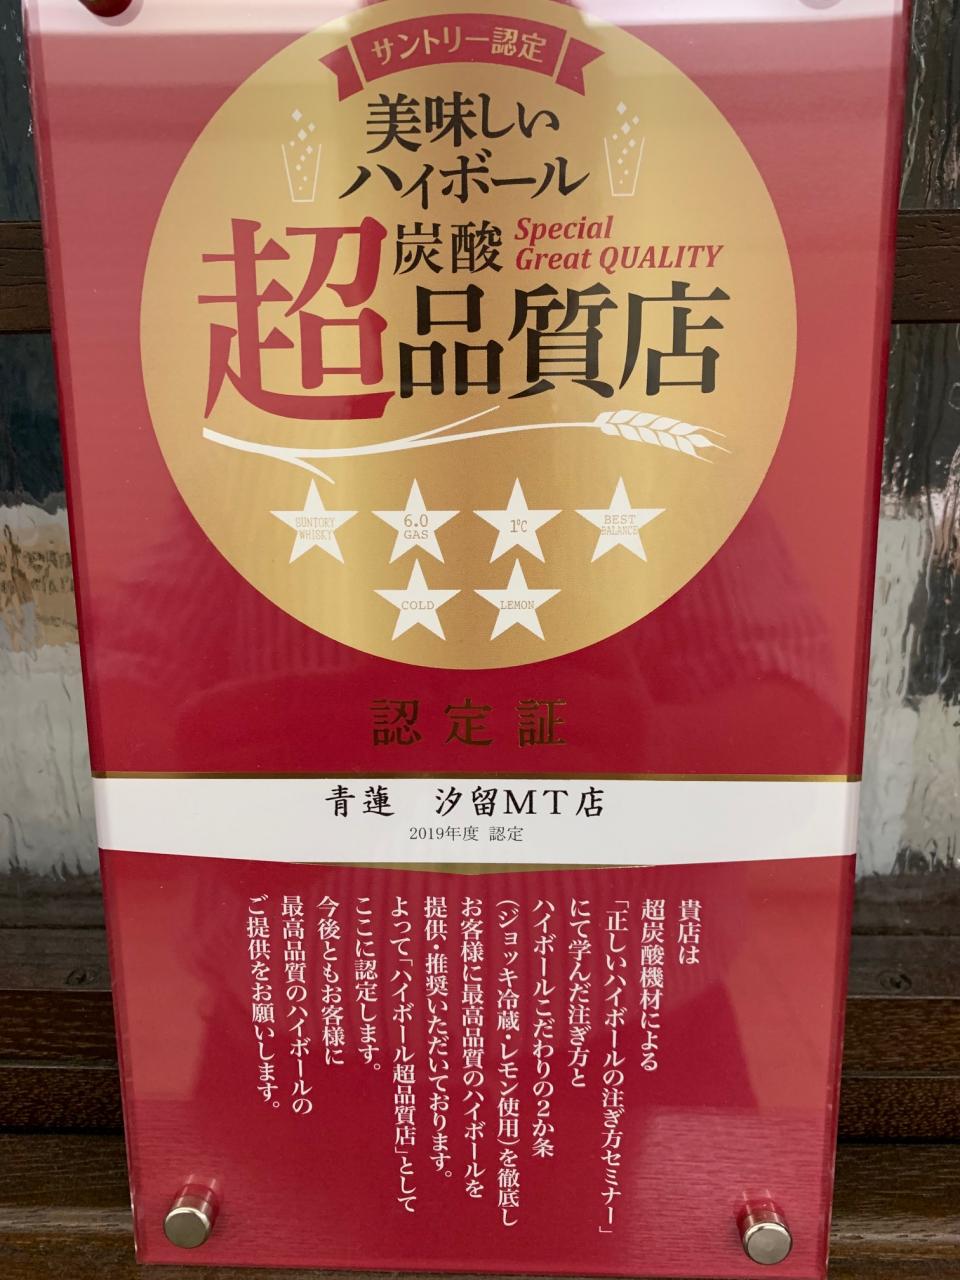 サントリー認定
美味しい
ハイボール
炭酸
Special
Great QUALITY
超品質店
SUNTORY
WHISKY
6.0
GAS
1℃
BEST
BALANCE
COLD
LEMON
認定証
青蓮 汐留MT店
2019年度 認定
貴店は
超炭酸機材による
「正しいハイボールの注ぎ方セミナー」
にて学んだ注ぎ方と
ハイボールこだわりの2か条
(ジョッキ冷蔵・レモン使用)を徹底し
お客様に最高品質のハイボールを
提供・推奨いただいております。
よって「ハイボール超品質店」として
ここに認定します。
今後ともお客様に
最高品質のハイボールの
ご提供をお願いします。